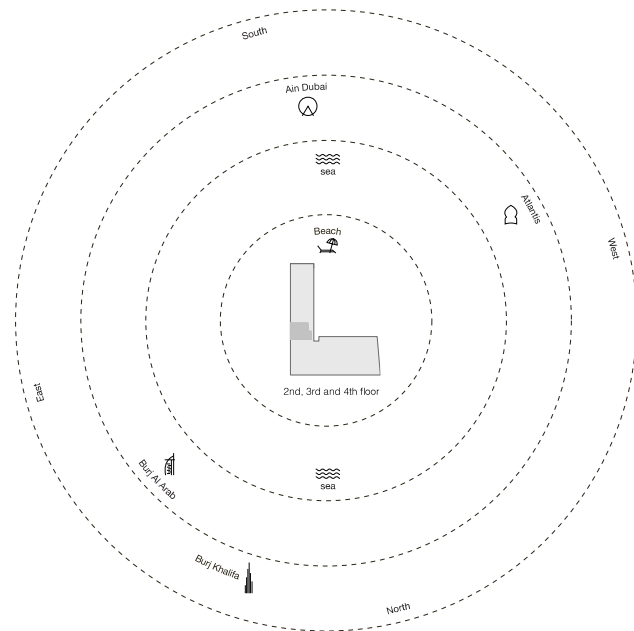 South
Ain Dubai
sea
Atlantis
Beach
West
2nd, 3rd and 4th floor
East
Burj Al Arab
sea
Burj Khalifa
North